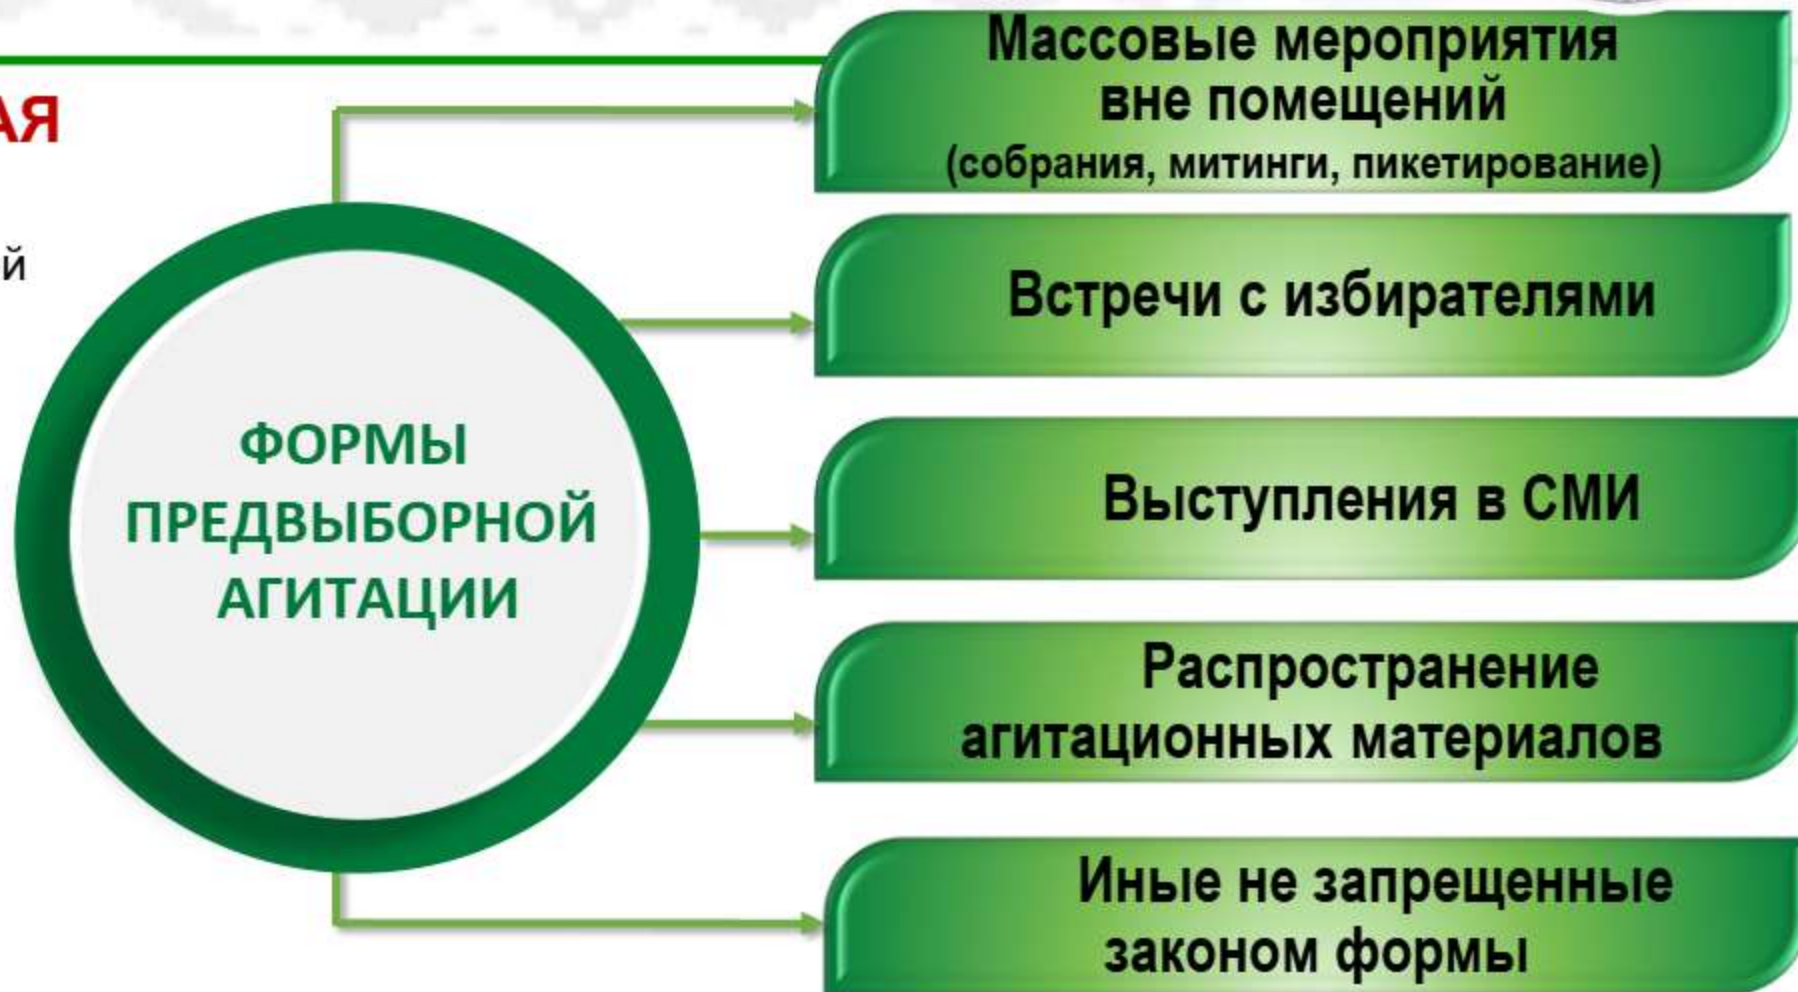 АЯ
й
ФОРМЫ
ПРЕДВЫБОРНОЙ
АГИТАЦИИ
Массовые мероприятия
вне помещений
(собрания, митинги, пикетирование)
Встречи с избирателями
Выступления в СМИ
Распространение
агитационных материалов
Иные не запрещенные
законом формы